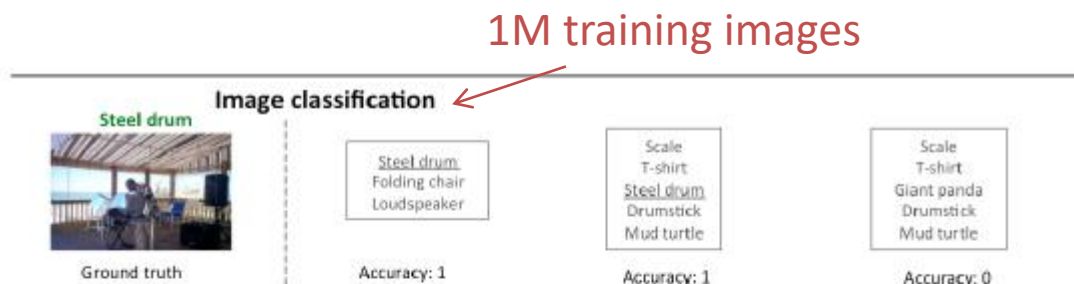 1M training images
Image classification
Steel drum
Ground truth
Steel drum
Folding chair
Loudspeaker
Accuracy: 1
Scale
T-shirt
Steel drum
Drumstick
Mud turtle
Accuracy: 1
Scale
T-shirt
Giant panda
Drumstick
Mud turtle
Accuracy: 0